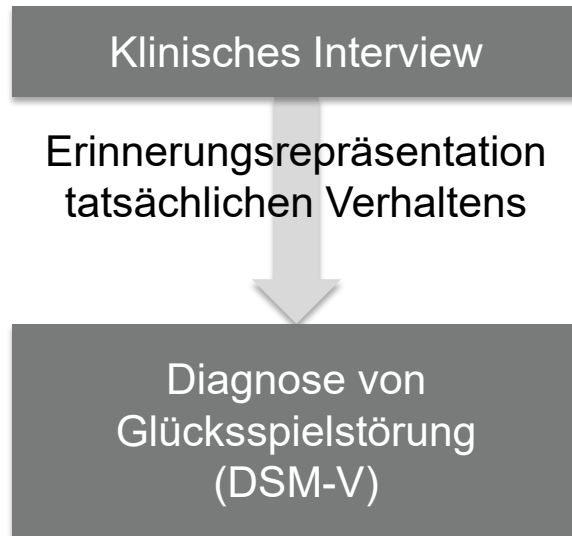 Klinisches Interview
Erinnerungsrepräsentation
tatsächlichen Verhaltens
Diagnose von
Glücksspielstörung
(DSM-V)